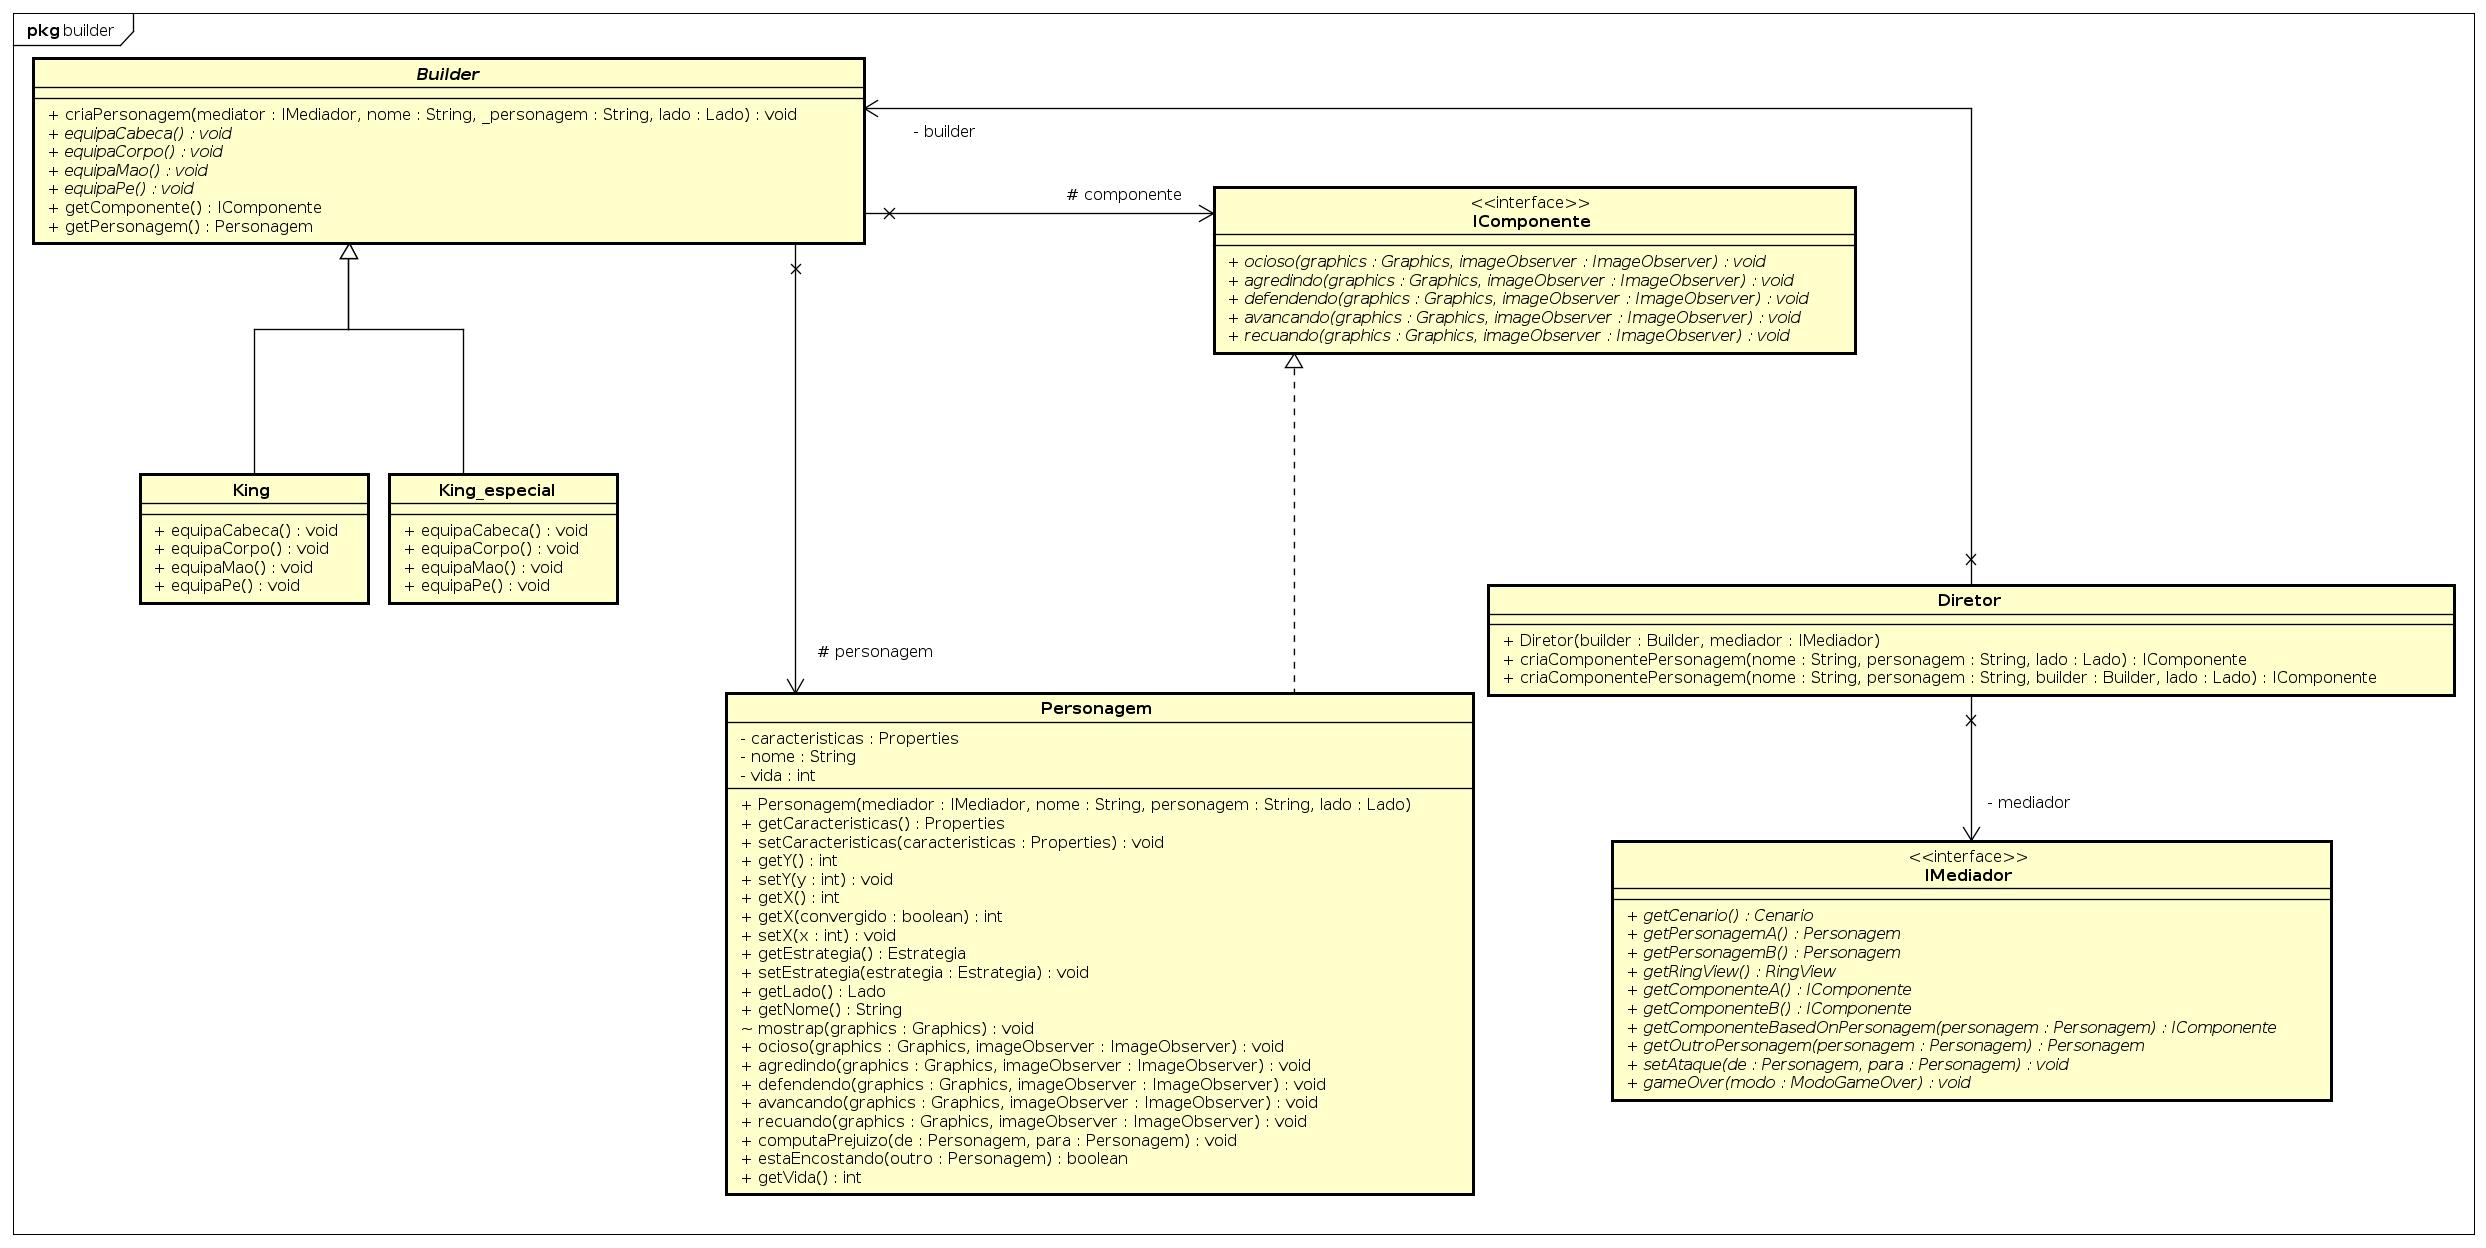 pkg builder
Builder
+ criaPersonagem(mediator : IMediador, nome : String, _personagem : String, lado : Lado) : void
+ equipaCabeca() : void
+ equipaCorpo() : void
+ equipaMao() : void
+ equipaPe() : void
+ getComponente() : IComponente
+ getPersonagem() : Personagem
- builder
# componente
<<interface>>
IComponente
+ ocioso(graphics : Graphics, imageObserver : ImageObserver) : void
+ agredindo(graphics : Graphics, imageObserver : ImageObserver) : void
+ defendendo(graphics : Graphics, imageObserver : ImageObserver) : void
+ avancando(graphics : Graphics, imageObserver : ImageObserver) : void
+ recuando(graphics : Graphics, imageObserver : ImageObserver) : void
King
+ equipaCabeca() : void
+ equipaCorpo() : void
+ equipaMao() : void
+ equipaPe() : void
King_especial
+ equipaCabeca() : void
+ equipaCorpo() : void
+ equipaMao() : void
+ equipaPe() : void
# personagem
Diretor
+ Diretor(builder : Builder, mediador : IMediador)
+ criaComponentePersonagem(nome : String, personagem : String, lado : Lado) : IComponente
+ criaComponentePersonagem(nome : String, personagem : String, builder : Builder, lado : Lado) : IComponente
Personagem
- caracteristicas : Properties
- nome : String
- vida : int
+ Personagem(mediador : IMediador, nome : String, personagem : String, lado : Lado)
+ getCaracteristicas() : Properties
+ setCaracteristicas(caracteristicas : Properties) : void
+ getY() : int
+ setY(y : int) : void
+ getX() : int
+ getX(convergido : boolean) : int
+ setX(x : int) : void
+ getEstrategia() : Estrategia
+ setEstrategia(estrategia : Estrategia) : void
+ getLado() : Lado
+ getNome() : String
~ mostrap(graphics : Graphics) : void
+ ocioso(graphics : Graphics, imageObserver : ImageObserver) : void
+ agredindo(graphics : Graphics, imageObserver : ImageObserver) : void
+ defendendo(graphics : Graphics, imageObserver : ImageObserver) : void
+ avancando(graphics : Graphics, imageObserver : ImageObserver) : void
+ recuando(graphics : Graphics, imageObserver : ImageObserver) : void
+ computaPrejuizo(de : Personagem, para : Personagem) : void
+ estaEncostando(outro : Personagem) : boolean
+ getVida() : int
- mediador
<<interface>>
IMediador
+ getCenario() : Cenario
+ getPersonagemA() : Personagem
+ getPersonagemB() : Personagem
+ getRingView() : RingView
+ getComponenteA() : IComponente
+ getComponenteB() : IComponente
+ getComponenteBasedOnPersonagem(personagem : Personagem) : IComponente
+ getOutroPersonagem(personagem : Personagem) : Personagem
+ setAtaque(de : Personagem, para : Personagem) : void
+ gameOver(modo : ModoGameOver) : void